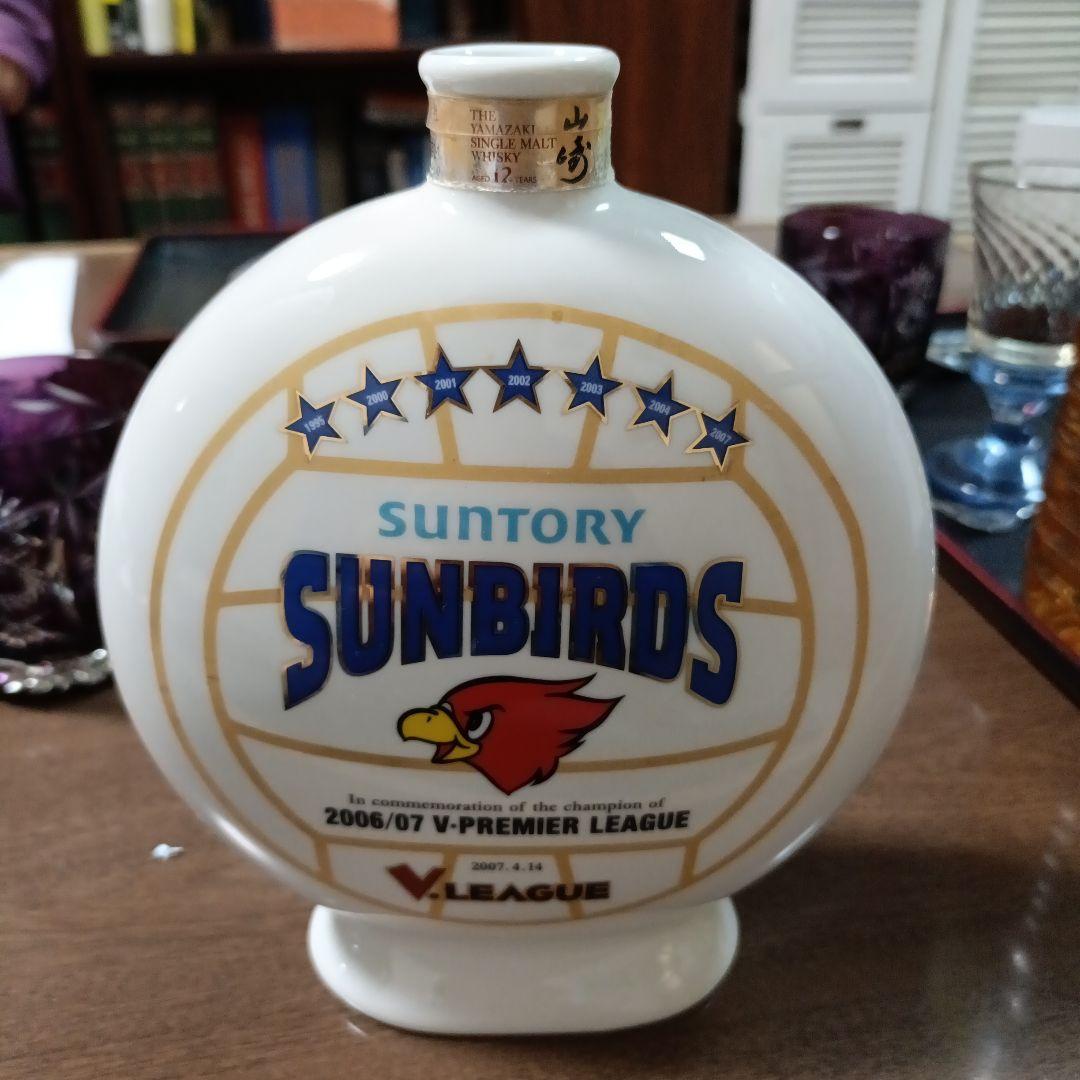 THE
YAMAZAKI
SINGLE MALT
WHISKY
AGED 12 YEARS
山崎
1995 2000 2001 2002 2003 2004 2007
SUNTORY
SUNBIRDS
In commemoration of the champion of
2006/07 V·PREMIER LEAGUE
2007.4.14
V.LEAGUE